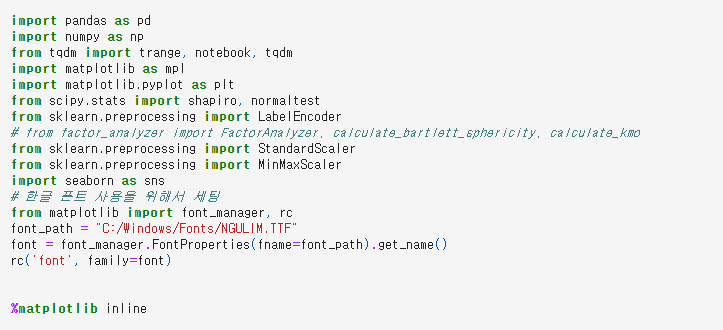 import pandas as pd
import numpy as np
from tqdm import trange, notebook, tqdm
import matplotlib as mpl
import matplotlib.pyplot as plt
from scipy.stats import shapiro, normaltest
from sklearn.preprocessing import LabelEncoder
# from factor_analyzer import FactorAnalyzer, calculate_bartlett_sphericity, calculate_kmo
from sklearn.preprocessing import StandardScaler
from sklearn.preprocessing import MinMaxScaler
import seaborn as sns
# 한글 폰트 사용을 위해서 세팅
from matplotlib import font_manager, rc
font_path = "C:/Windows/Fonts/NGULIM.TTF"
font = font_manager.FontProperties(fname=font_path).get_name()
rc('font', family=font)
%matplotlib inline